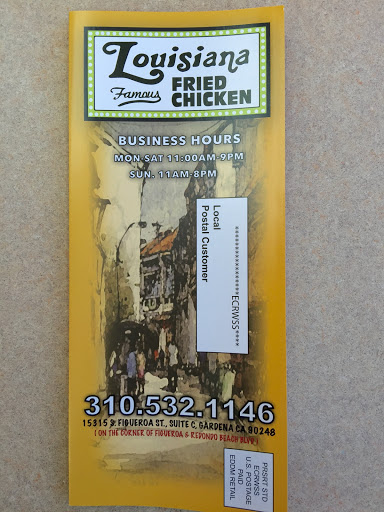 Louisiana
Famous FRIED
CHICKEN
BUSINESS HOURS
MON-SAT 11:00AM-9PM
SUN. 11AM-8PM
*******************ECRWSS****
Local
Postal Customer
310.532.1146
15315 S. FIGUEROA ST., SUITE C, GARDENA CA, 90248
( ON THE CORNER OF FIGUEROA & REDONDO BEACH BLVD )
PRSRT STD
ECRWSS
U.S. POSTAGE
PAID
EDDM RETAIL